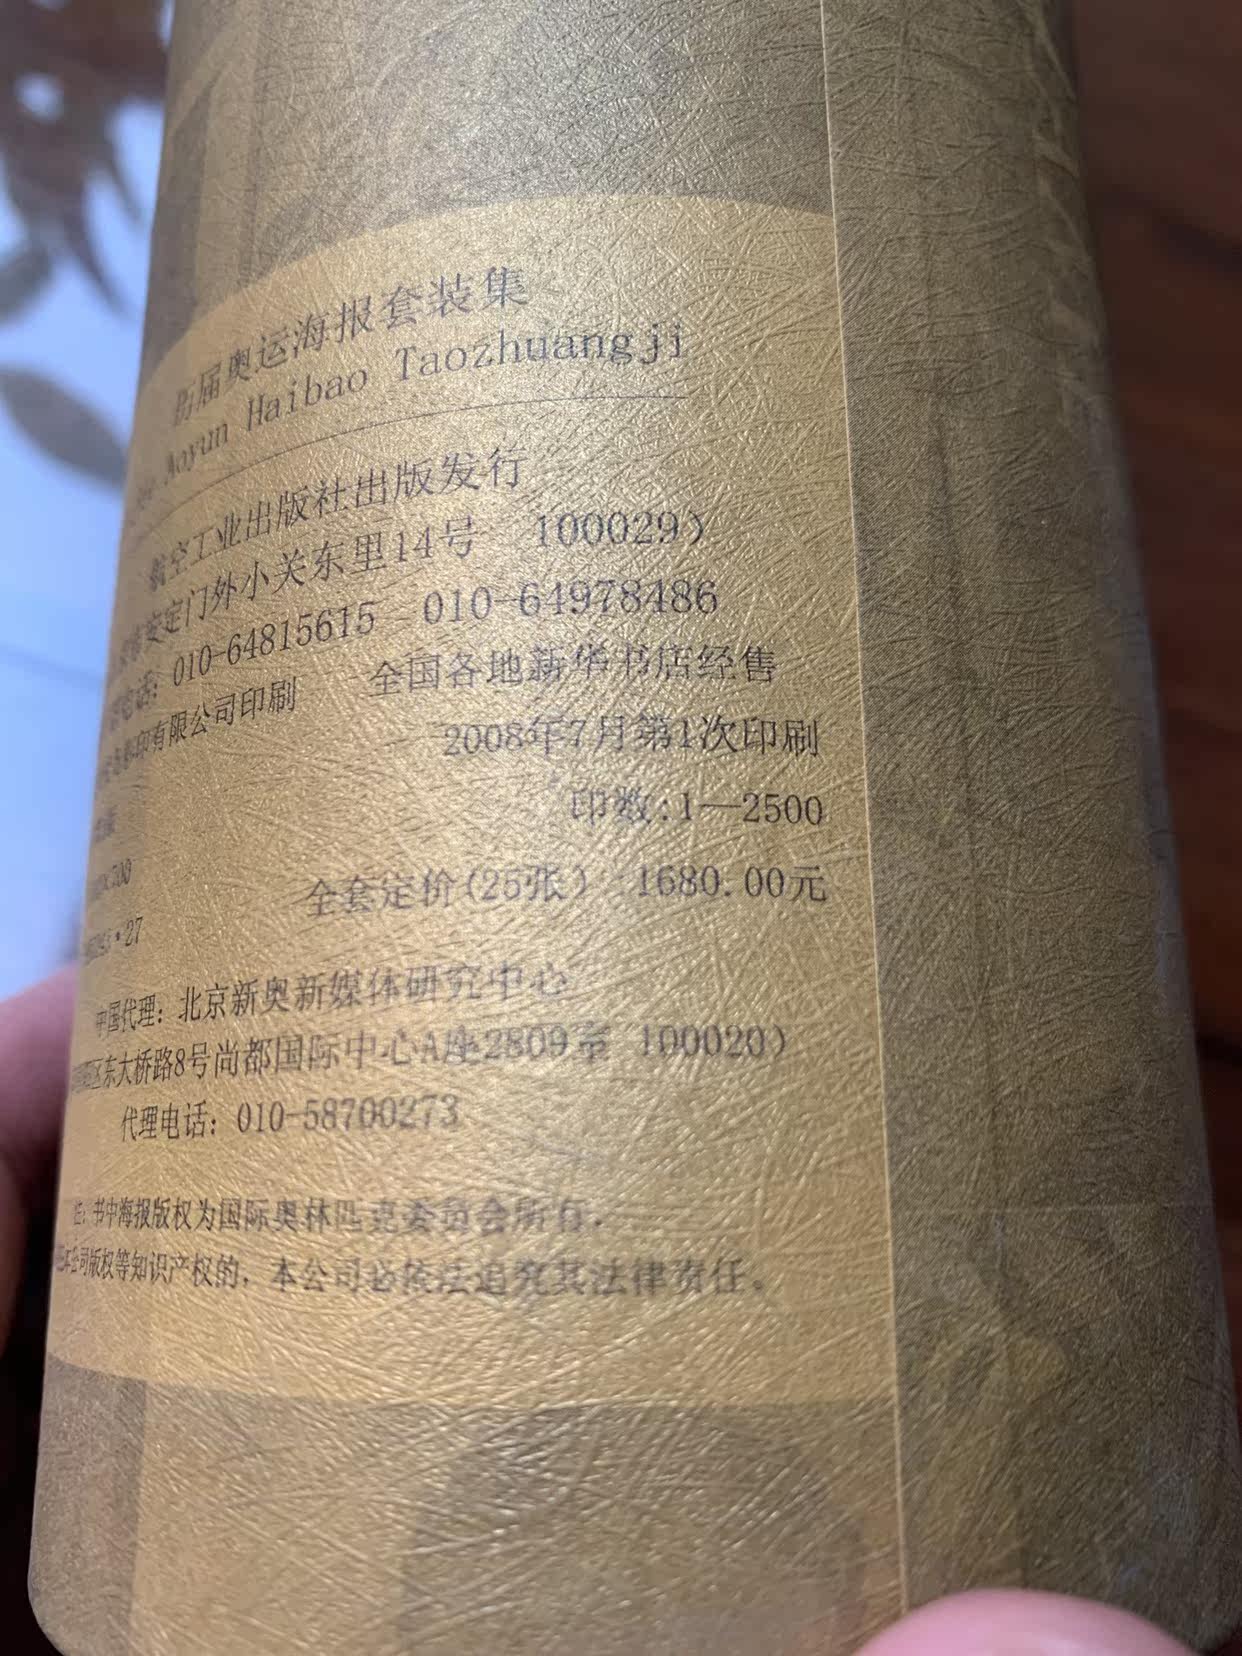 历届奥运海报套装集
Aoyun Haibao Taozhuangji
航空工业出版社出版发行
安定门外小关东里14号 100029)
电话: 010-64815615 010-64978486
印有限公司印刷 全国各地新华书店经售
2008年7月第1次印刷
印数:1—2500
全套定价(25张) :1680.00元
·27
中国代理: 北京新奥新媒体研究中心
区东大桥路8号尚都国际中心A座2809室 100020)
代理电话: 010-58700273
注: 书中海报版权为国际奥林匹克委员会所有.
公司版权等知识产权的, 本公司必依法追究其法律责任。